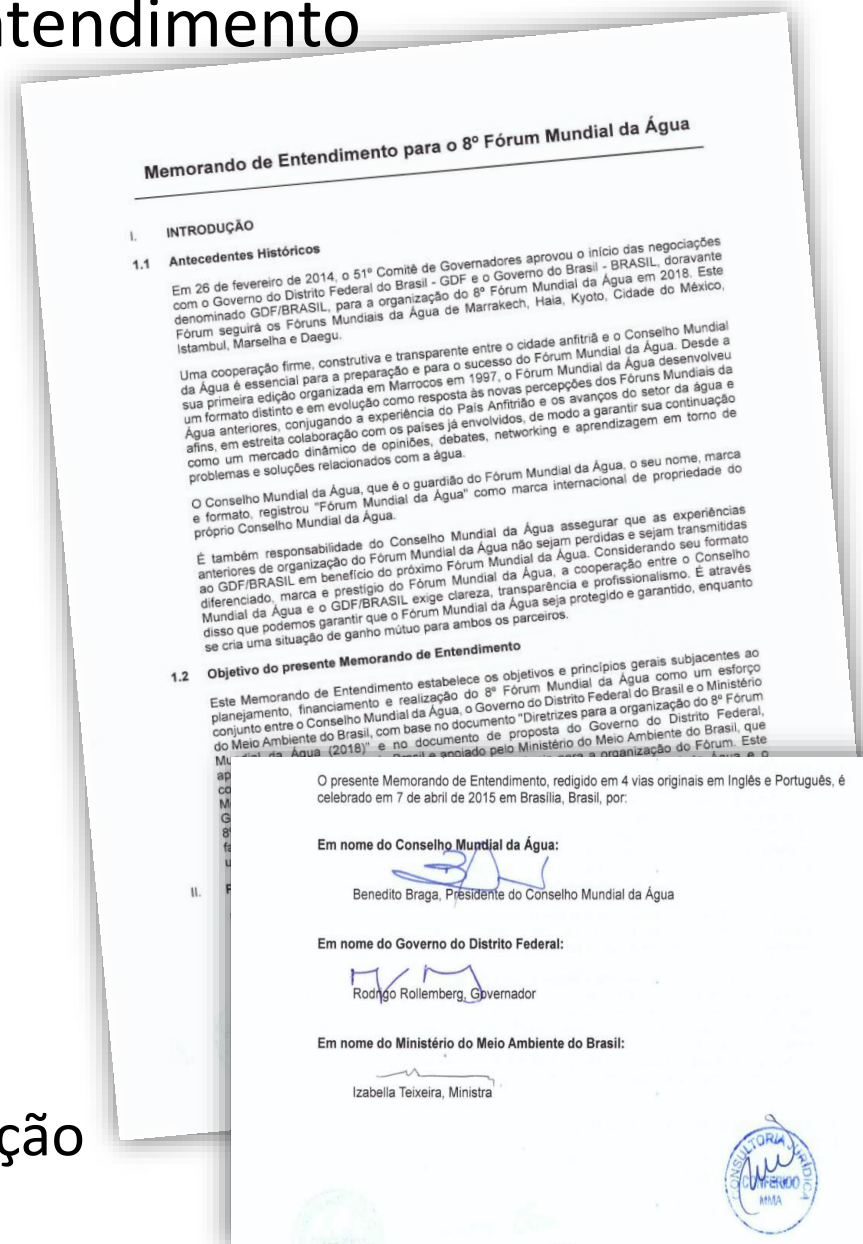 ntendimento
Memorando de Entendimento para o 8º Fórum Mundial da Água
I. INTRODUÇÃO
1.1 Antecedentes Históricos
Em 26 de fevereiro de 2014, o 51º Comitê de Governadores aprovou o início das negociações
com o Governo do Distrito Federal do Brasil - GDF e o Governo do Brasil - BRASIL, doravante
denominado GDF/BRASIL, para a organização do 8º Fórum Mundial da Água em 2018. Este
Fórum seguirá os Fóruns Mundiais da Água de Marrakech, Haia, Kyoto, Cidade do México,
Istambul, Marselha e Daegu.
Uma cooperação firme, construtiva e transparente entre o cidade anfitriã e o Conselho Mundial
da Água é essencial para a preparação e para o sucesso do Fórum Mundial da Água. Desde a
sua primeira edição organizada em Marrocos em 1997, o Fórum Mundial da Água desenvolveu
um formato distinto e em evolução como resposta às novas percepções dos Fóruns Mundiais da
Água anteriores, conjugando a experiência do País Anfitrião e os avanços do setor da água e
afins, em estreita colaboração com os países já envolvidos, de modo a garantir sua continuação
como um mercado dinâmico de opiniões, debates, networking e aprendizagem em torno de
problemas e soluções relacionados com a água.
O Conselho Mundial da Água, que é o guardião do Fórum Mundial da Água, o seu nome, marca
e formato, registrou "Fórum Mundial da Água" como marca internacional de propriedade do
próprio Conselho Mundial da Água.
É também responsabilidade do Conselho Mundial da Água assegurar que as experiências
anteriores de organização do Fórum Mundial da Água não sejam perdidas e sejam transmitidas
ao GDF/BRASIL em benefício do próximo Fórum Mundial da Água. Considerando seu formato
diferenciado, marca e prestígio do Fórum Mundial da Água, a cooperação entre o Conselho
Mundial da Água e o GDF/BRASIL exige clareza, transparência e profissionalismo. É através
disso que podemos garantir que o Fórum Mundial da Água seja protegido e garantido, enquanto
se cria uma situação de ganho mútuo para ambos os parceiros.
1.2 Objetivo do presente Memorando de Entendimento
Este Memorando de Entendimento estabelece os objetivos e princípios gerais subjacentes ao
planejamento, financiamento e realização do 8º Fórum Mundial da Água como um esforço
conjunto entre o Conselho Mundial da Água, o Governo do Distrito Federal do Brasil e o Ministério
do Meio Ambiente do Brasil, com base no documento "Diretrizes para a organização do 8º Fórum
Mundial da Água (2018)" e no documento de proposta do Governo do Distrito Federal,
Brasil e apoiado pelo Ministério do Meio Ambiente do Brasil, que
para a organização do Fórum. Este
II.
O presente Memorando de Entendimento, redigido em 4 vias originais em Inglês e Português, é
celebrado em 7 de abril de 2015 em Brasília, Brasil, por:
Em nome do Conselho Mundial da Água:
Benedito Braga, Presidente do Conselho Mundial da Água
Em nome do Governo do Distrito Federal:
Rodrigo Rollemberg, Governador
Em nome do Ministério do Meio Ambiente do Brasil:
Izabella Teixeira, Ministra
ção
CONSULTORIA JURÍDICA
CONFERIDO
MMA